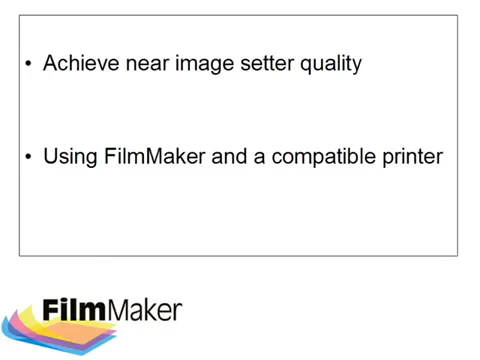 • Achieve near image setter quality
• Using FilmMaker and a compatible printer
FilmMaker